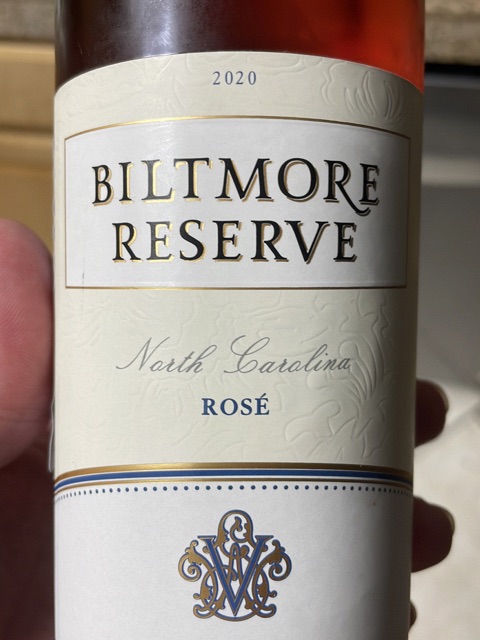 2020
BILTMORE
RESERVE
North Carolina
ROSÉ